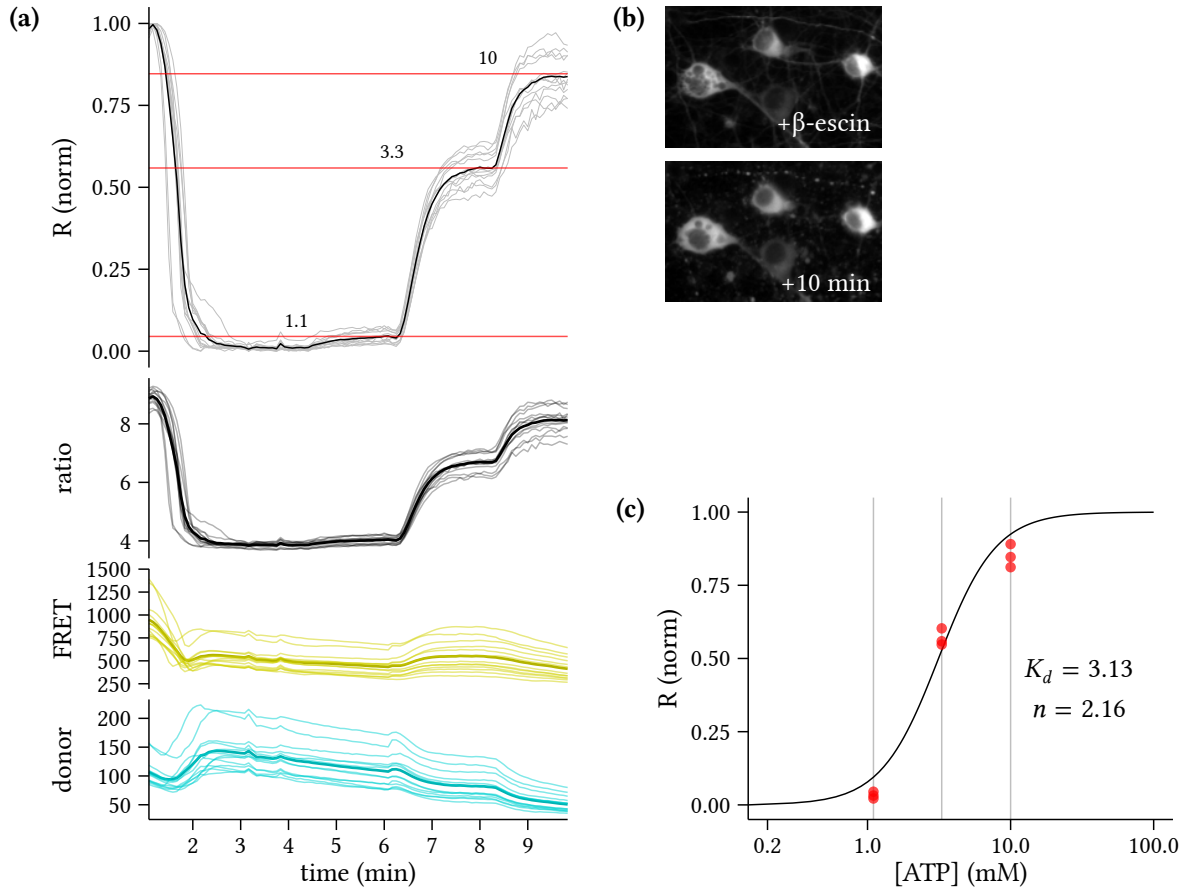 (a)
R (norm)
1.00
0.75
0.50
0.25
0.00
10
3.3
1.1
ratio
8
6
4
FRET
1500
1250
1000
750
500
250
donor
200
150
100
50
2 3 4 5 6 7 8 9
time (min)
(b)
+β-escin
+10 min
(c)
R (norm)
1.00
0.75
0.50
0.25
0.00
K_d = 3.13
n = 2.16
0.2 1.0 10.0 100.0
[ATP] (mM)